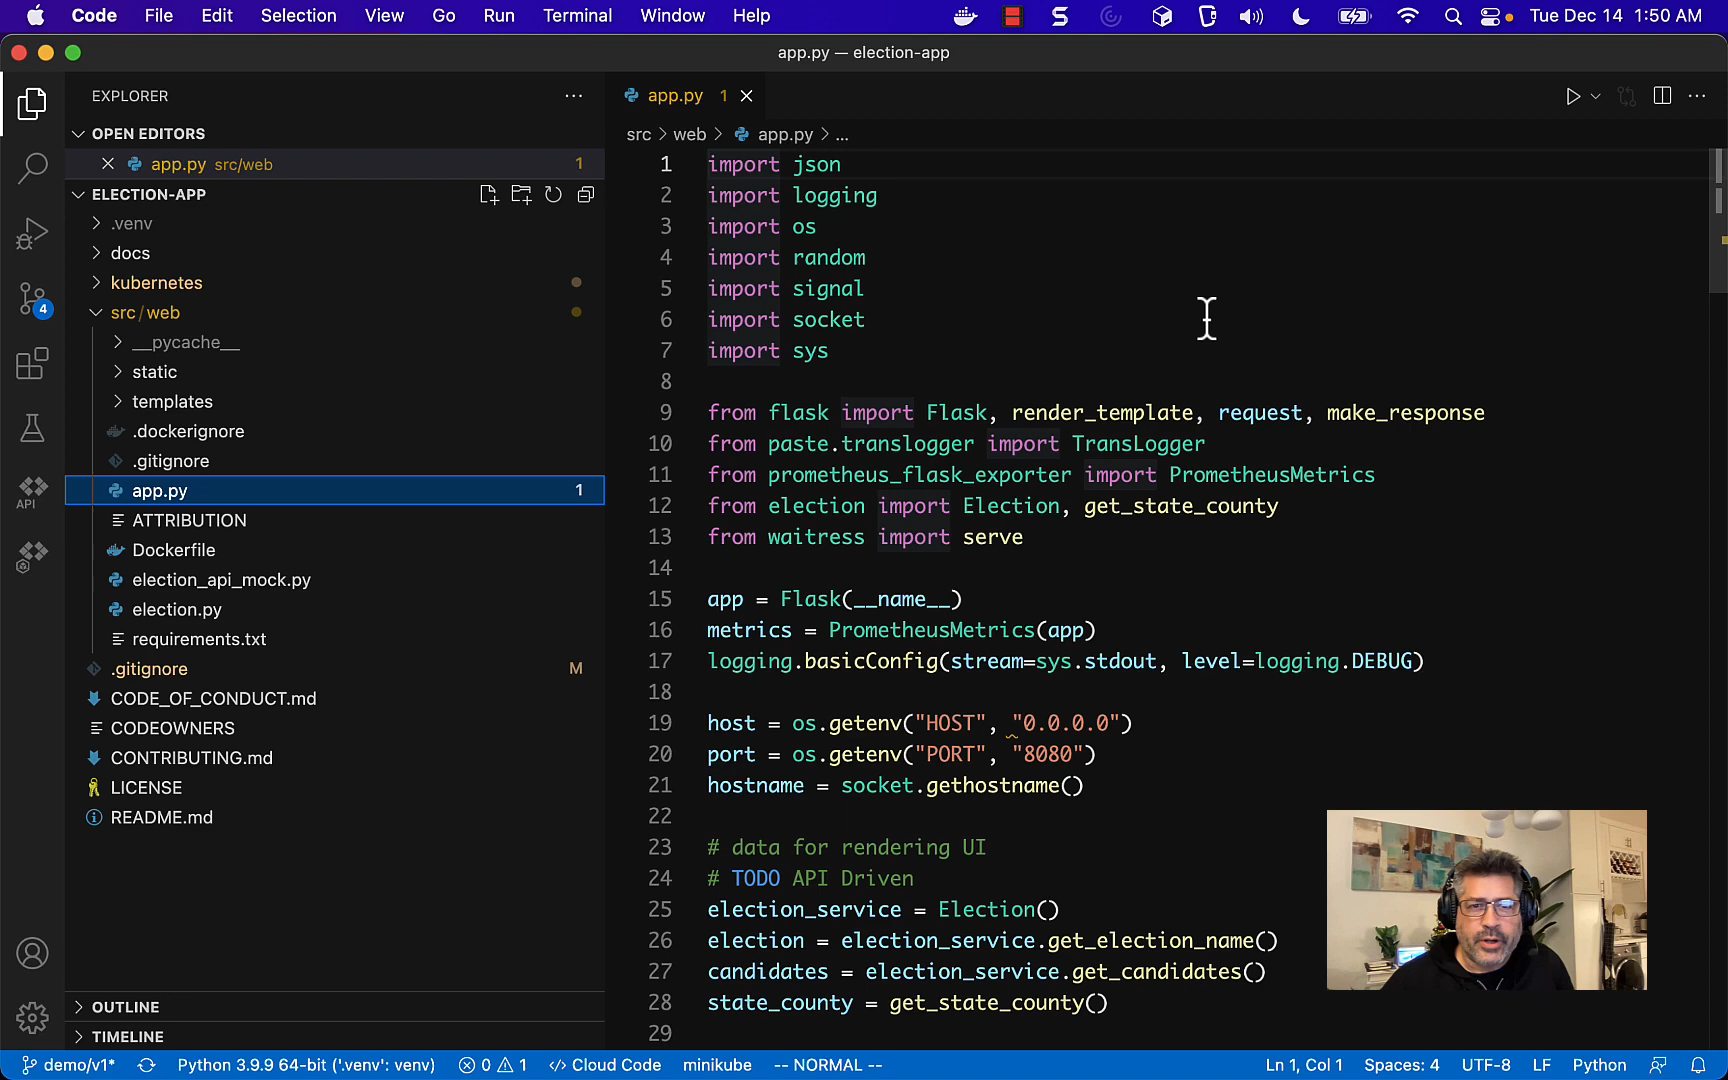 Code File Edit Selection View Go Run Terminal Window Help Tue Dec 14 1:50 AM
app.py — election-app
EXPLORER
OPEN EDITORS
app.py src/web 1
ELECTION-APP
.venv
docs
kubernetes
src/web
__pycache__
static
templates
.dockerignore
.gitignore
app.py 1
ATTRIBUTION
Dockerfile
election_api_mock.py
election.py
requirements.txt
.gitignore M
CODE_OF_CONDUCT.md
CODEOWNERS
CONTRIBUTING.md
LICENSE
README.md
OUTLINE
TIMELINE
4
API
app.py 1
src > web > app.py > ...
1 import json
2 import logging
3 import os
4 import random
5 import signal
6 import socket
7 import sys
8
9 from flask import Flask, render_template, request, make_response
10 from paste.translogger import TransLogger
11 from prometheus_flask_exporter import PrometheusMetrics
12 from election import Election, get_state_county
13 from waitress import serve
14
15 app = Flask(__name__)
16 metrics = PrometheusMetrics(app)
17 logging.basicConfig(stream=sys.stdout, level=logging.DEBUG)
18
19 host = os.getenv("HOST", "0.0.0.0")
20 port = os.getenv("PORT", "8080")
21 hostname = socket.gethostname()
22
23 # data for rendering UI
24 # TODO API Driven
25 election_service = Election()
26 election = election_service.get_election_name()
27 candidates = election_service.get_candidates()
28 state_county = get_state_county()
29
demo/v1* Python 3.9.9 64-bit ('.venv': venv) 0 1 Cloud Code minikube -- NORMAL -- Ln 1, Col 1 Spaces: 4 UTF-8 LF Python